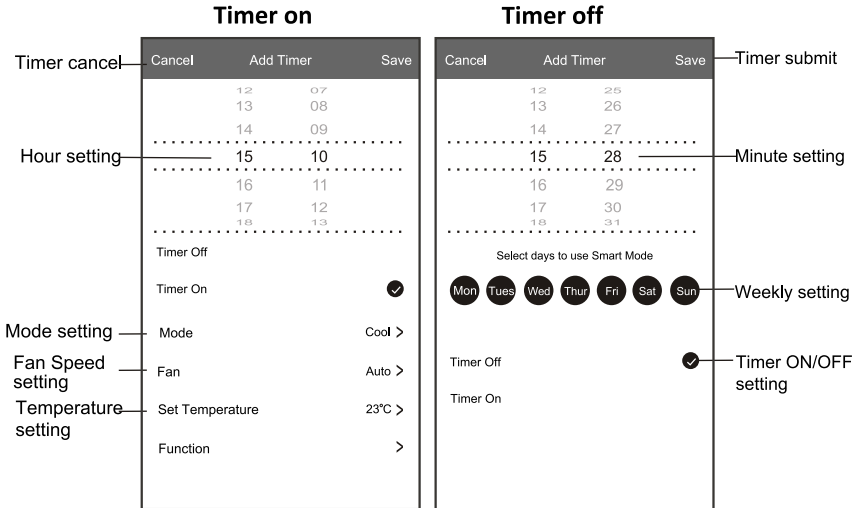 Timer on
Timer off
Timer cancel
Cancel Add Timer Save
Cancel Add Timer Save
Timer submit
12 07
13 08
14 09
15 10
16 11
17 12
18 13
12 25
13 26
14 27
15 28
16 29
17 30
18 31
Hour setting
Minute setting
Timer Off
Timer On
Mode setting
Mode Cool >
Fan Speed
setting
Fan Auto >
Temperature
setting
Set Temperature 23°C >
Function >
Select days to use Smart Mode
Mon Tues Wed Thur Fri Sat Sun
Weekly setting
Timer Off
Timer On
Timer ON/OFF
setting